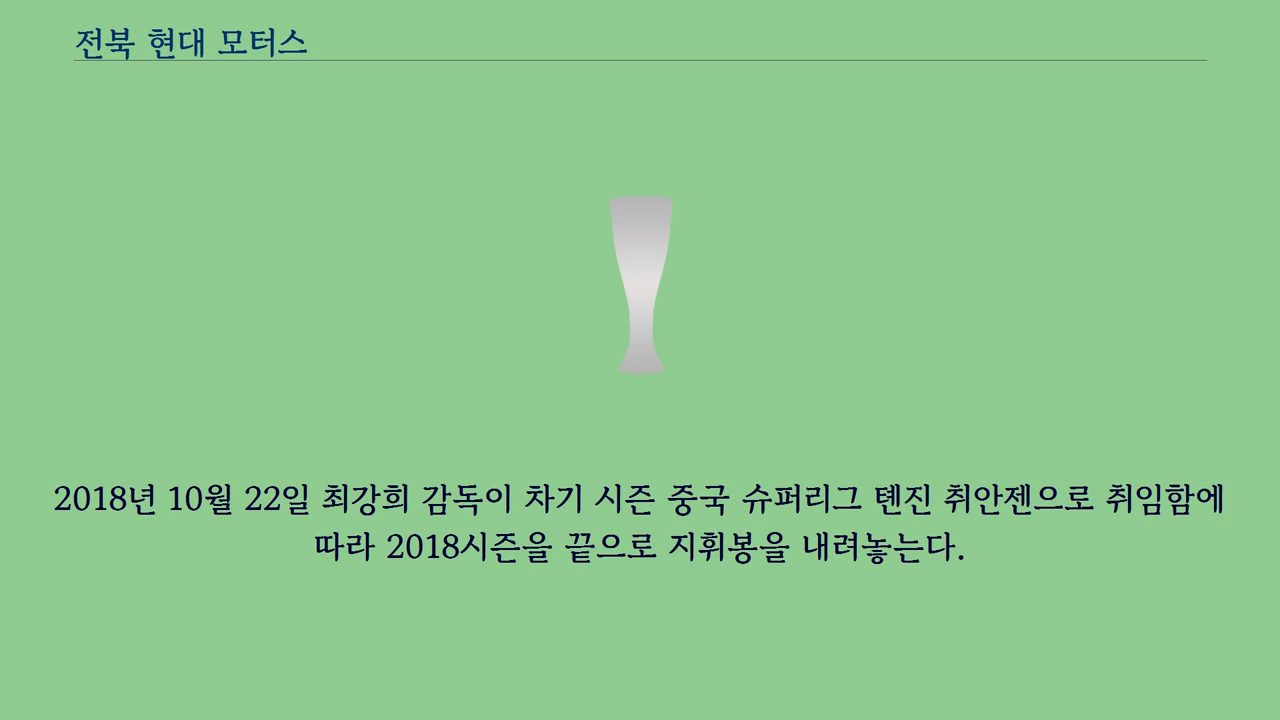 전북 현대 모터스
2018년 10월 22일 최강희 감독이 차기 시즌 중국 슈퍼리그 톈진 취안젠으로 취임함에
따라 2018시즌을 끝으로 지휘봉을 내려놓는다.